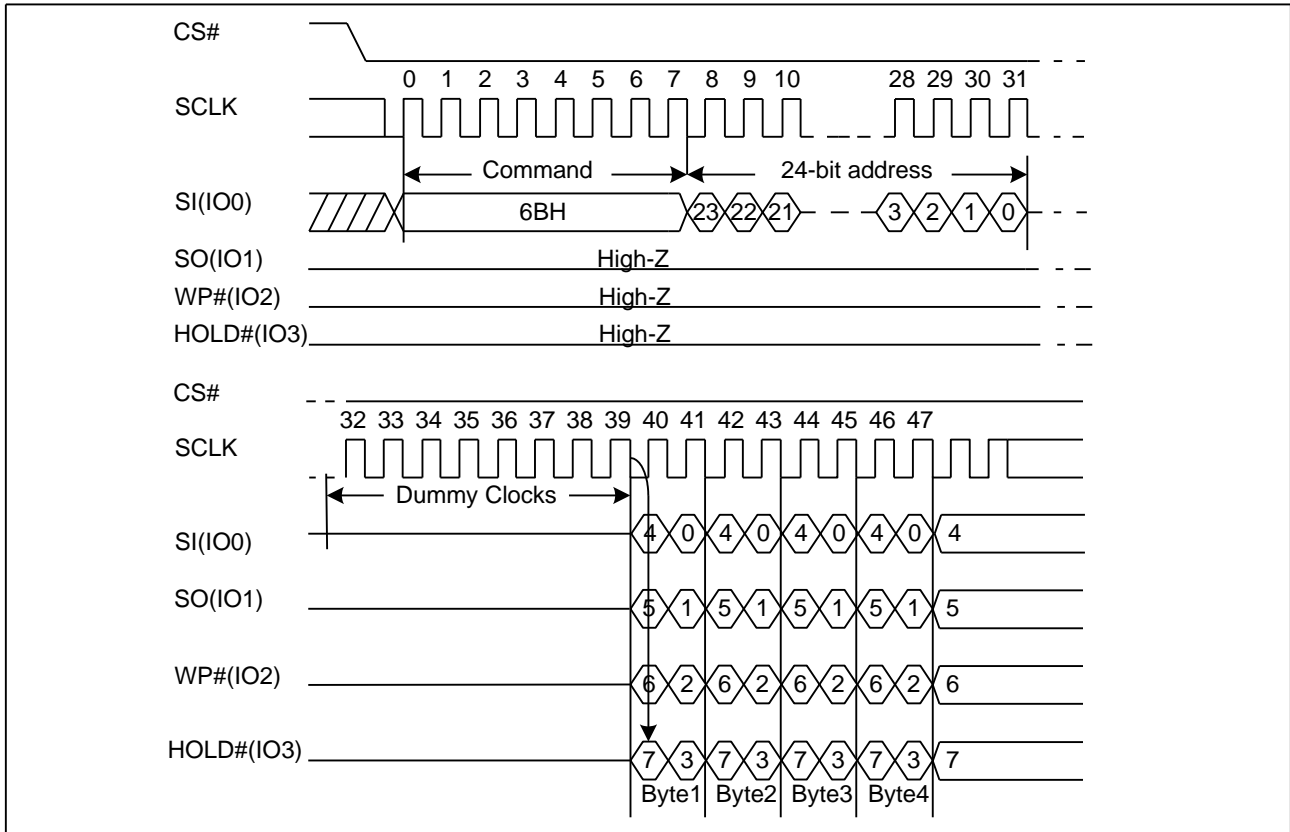 CS#
0 1 2 3 4 5 6 7 8 9 10 28 29 30 31
SCLK
Command 24-bit address
SI(IO0) 6BH 23 22 21 3 2 1 0
SO(IO1) High-Z
WP#(IO2) High-Z
HOLD#(IO3) High-Z
CS#
32 33 34 35 36 37 38 39 40 41 42 43 44 45 46 47
SCLK
Dummy Clocks
SI(IO0) 4 0 4 0 4 0 4 0 4
SO(IO1) 5 1 5 1 5 1 5 1 5
WP#(IO2) 6 2 6 2 6 2 6 2 6
HOLD#(IO3) 7 3 7 3 7 3 7 3 7
Byte1 Byte2 Byte3 Byte4